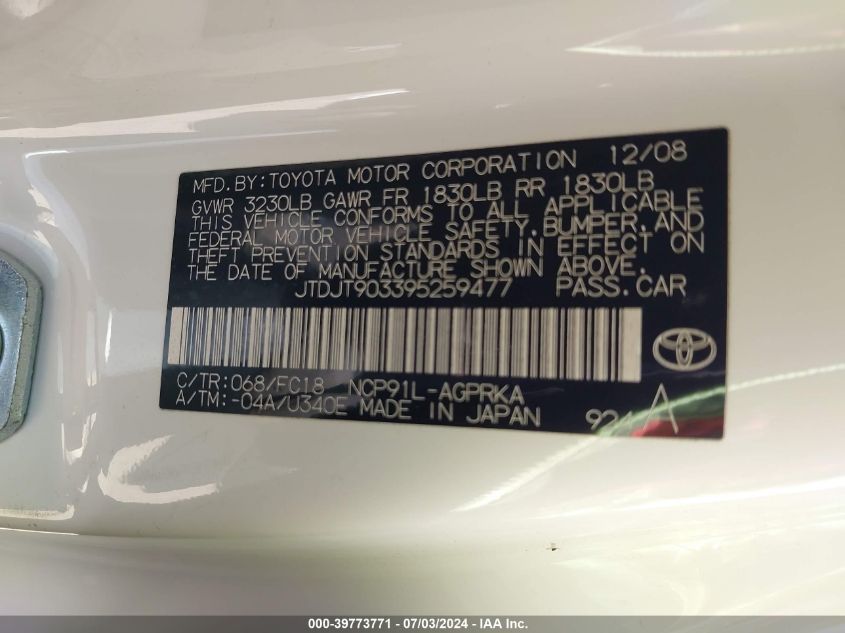 MFD.BY:TOYOTA MOTOR CORPORATION 12/08
GVWR 3230LB GAWR FR 1830LB RR 1830LB
THIS VEHICLE CONFORMS TO ALL APPLICABLE
FEDERAL MOTOR VEHICLE SAFETY,BUMPER,AND
THEFT PREVENTION STANDARDS IN EFFECT ON
THE DATE OF MANUFACTURE SHOWN ABOVE.
JTDJT903395259477 PASS.CAR
C/TR:068/FC18 NCP91L-AGPRKA
A/TM:-04A/U340E MADE IN JAPAN
A
000-39773771 - 07/03/2024 - IAA Inc.